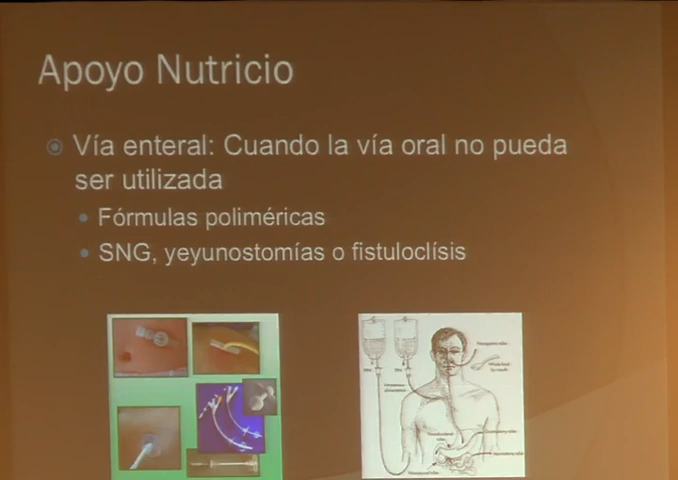 Apoyo Nutricio
Vía enteral: Cuando la vía oral no pueda
ser utilizada
Fórmulas poliméricas
SNG, yeyunostomías o fistuloclísis